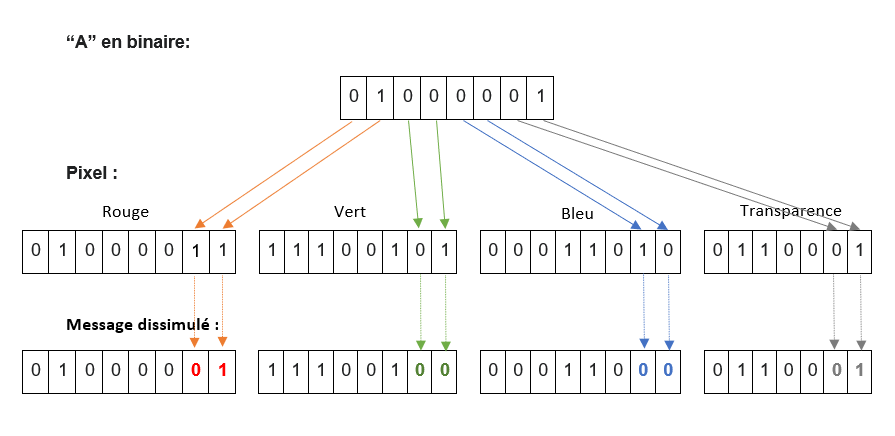 “A” en binaire:
0 1 0 0 0 0 0 1
Pixel :
Rouge Vert Bleu Transparence
0 1 0 0 0 0 1 1 1 1 1 0 0 1 0 1 0 0 0 1 1 0 1 0 0 1 1 0 0 0 1
Message dissimulé :
0 1 0 0 0 0 0 1 1 1 1 0 0 1 0 0 0 0 0 1 1 0 0 0 0 1 1 0 0 0 1